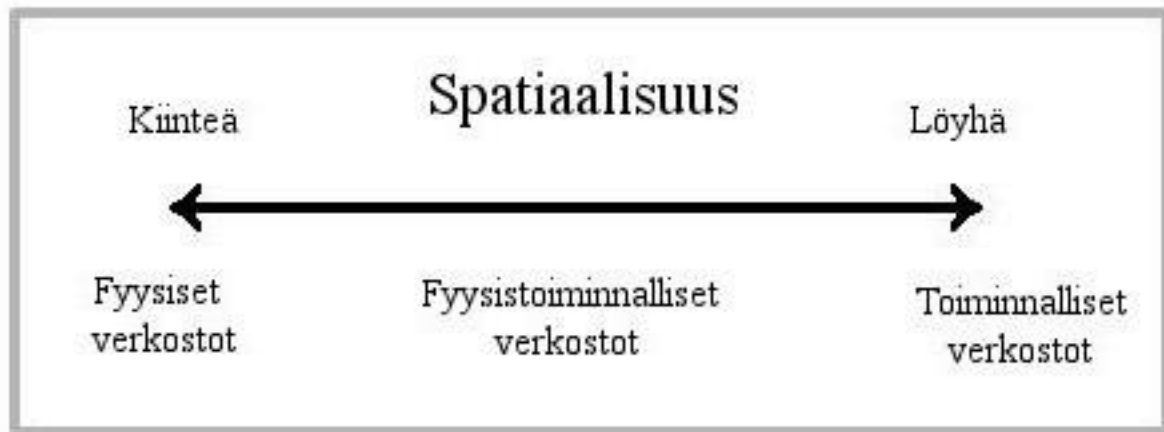 Spatiaalisuus
Kiinteä
Löyhä
Fyysiset
verkostot
Fyysistoiminnalliset
verkostot
Toiminnalliset
verkostot